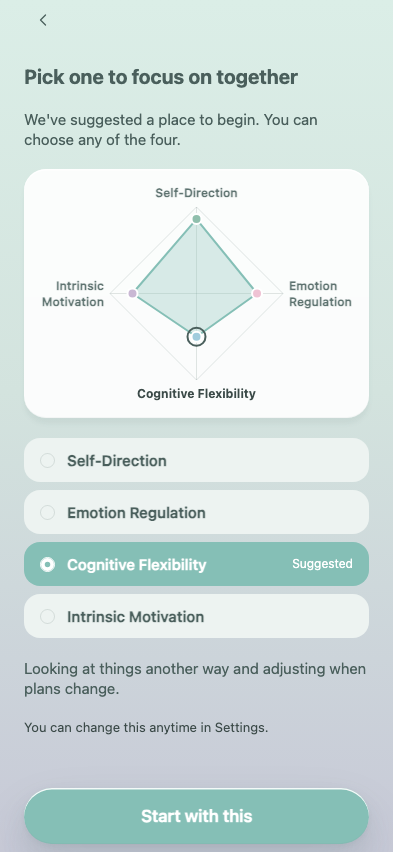 Pick one to focus on together
We've suggested a place to begin. You can
choose any of the four.
Self-Direction
Intrinsic
Motivation
Emotion
Regulation
Cognitive Flexibility
Self-Direction
Emotion Regulation
Cognitive Flexibility
Suggested
Intrinsic Motivation
Looking at things another way and adjusting when
plans change.
You can change this anytime in Settings.
Start with this